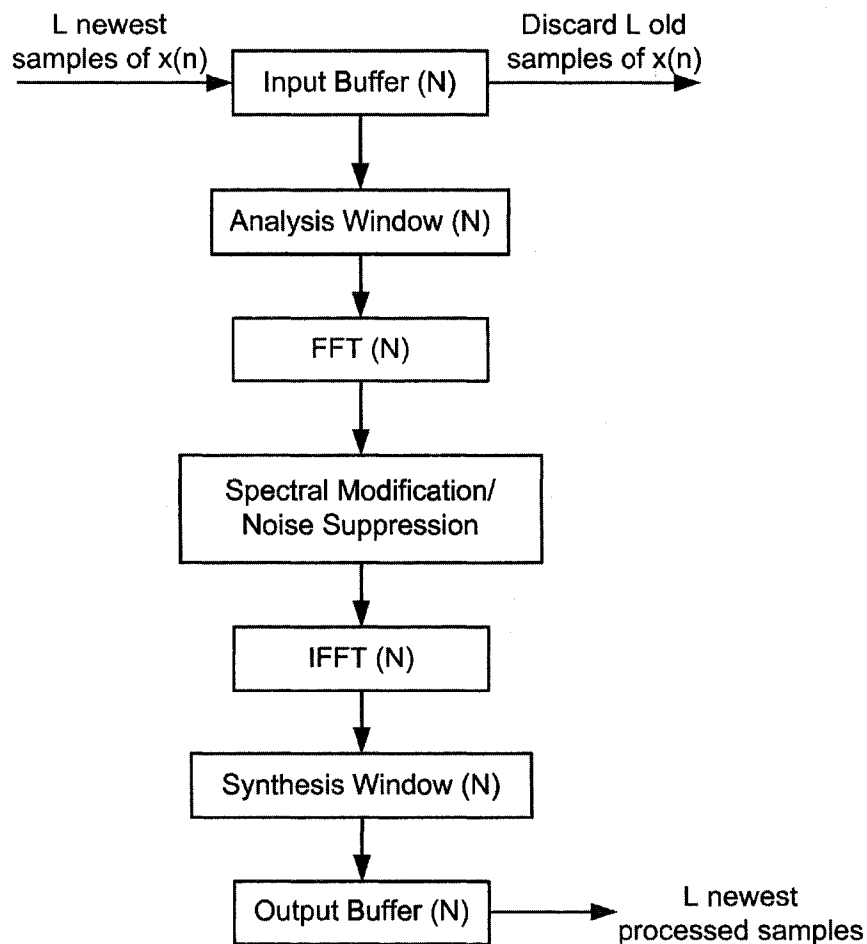 L newest
samples of x(n)
Input Buffer (N)
Discard L old
samples of x(n)
Analysis Window (N)
FFT (N)
Spectral Modification/
Noise Suppression
IFFT (N)
Synthesis Window (N)
Output Buffer (N)
L newest
processed samples